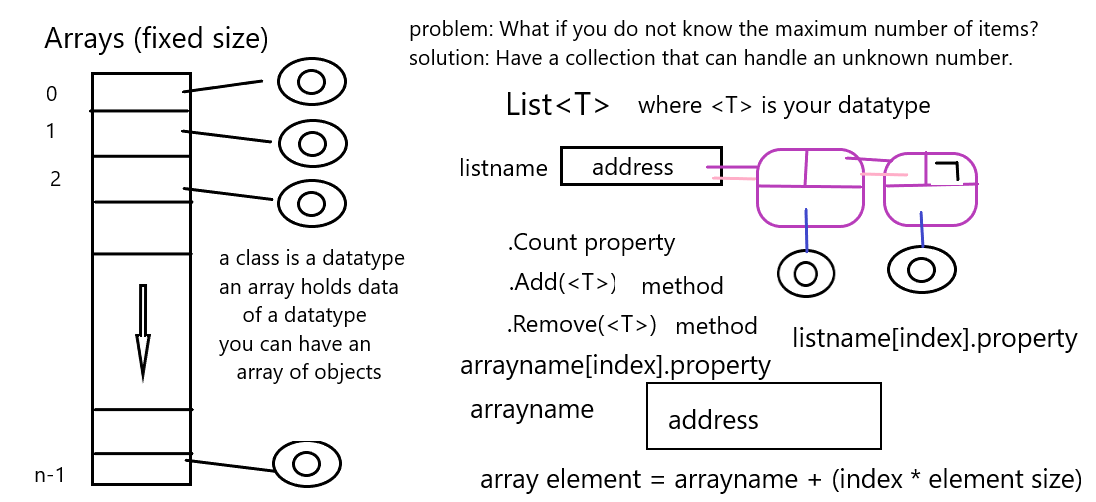 Arrays (fixed size)
0
1
2
n-1
a class is a datatype
an array holds data
of a datatype
you can have an
array of objects
problem: What if you do not know the maximum number of items?
solution: Have a collection that can handle an unknown number.
List<T> where <T> is your datatype
listname address
.Count property
.Add(<T>) method
.Remove(<T>) method
listname[index].property
arrayname[index].property
arrayname address
array element = arrayname + (index * element size)